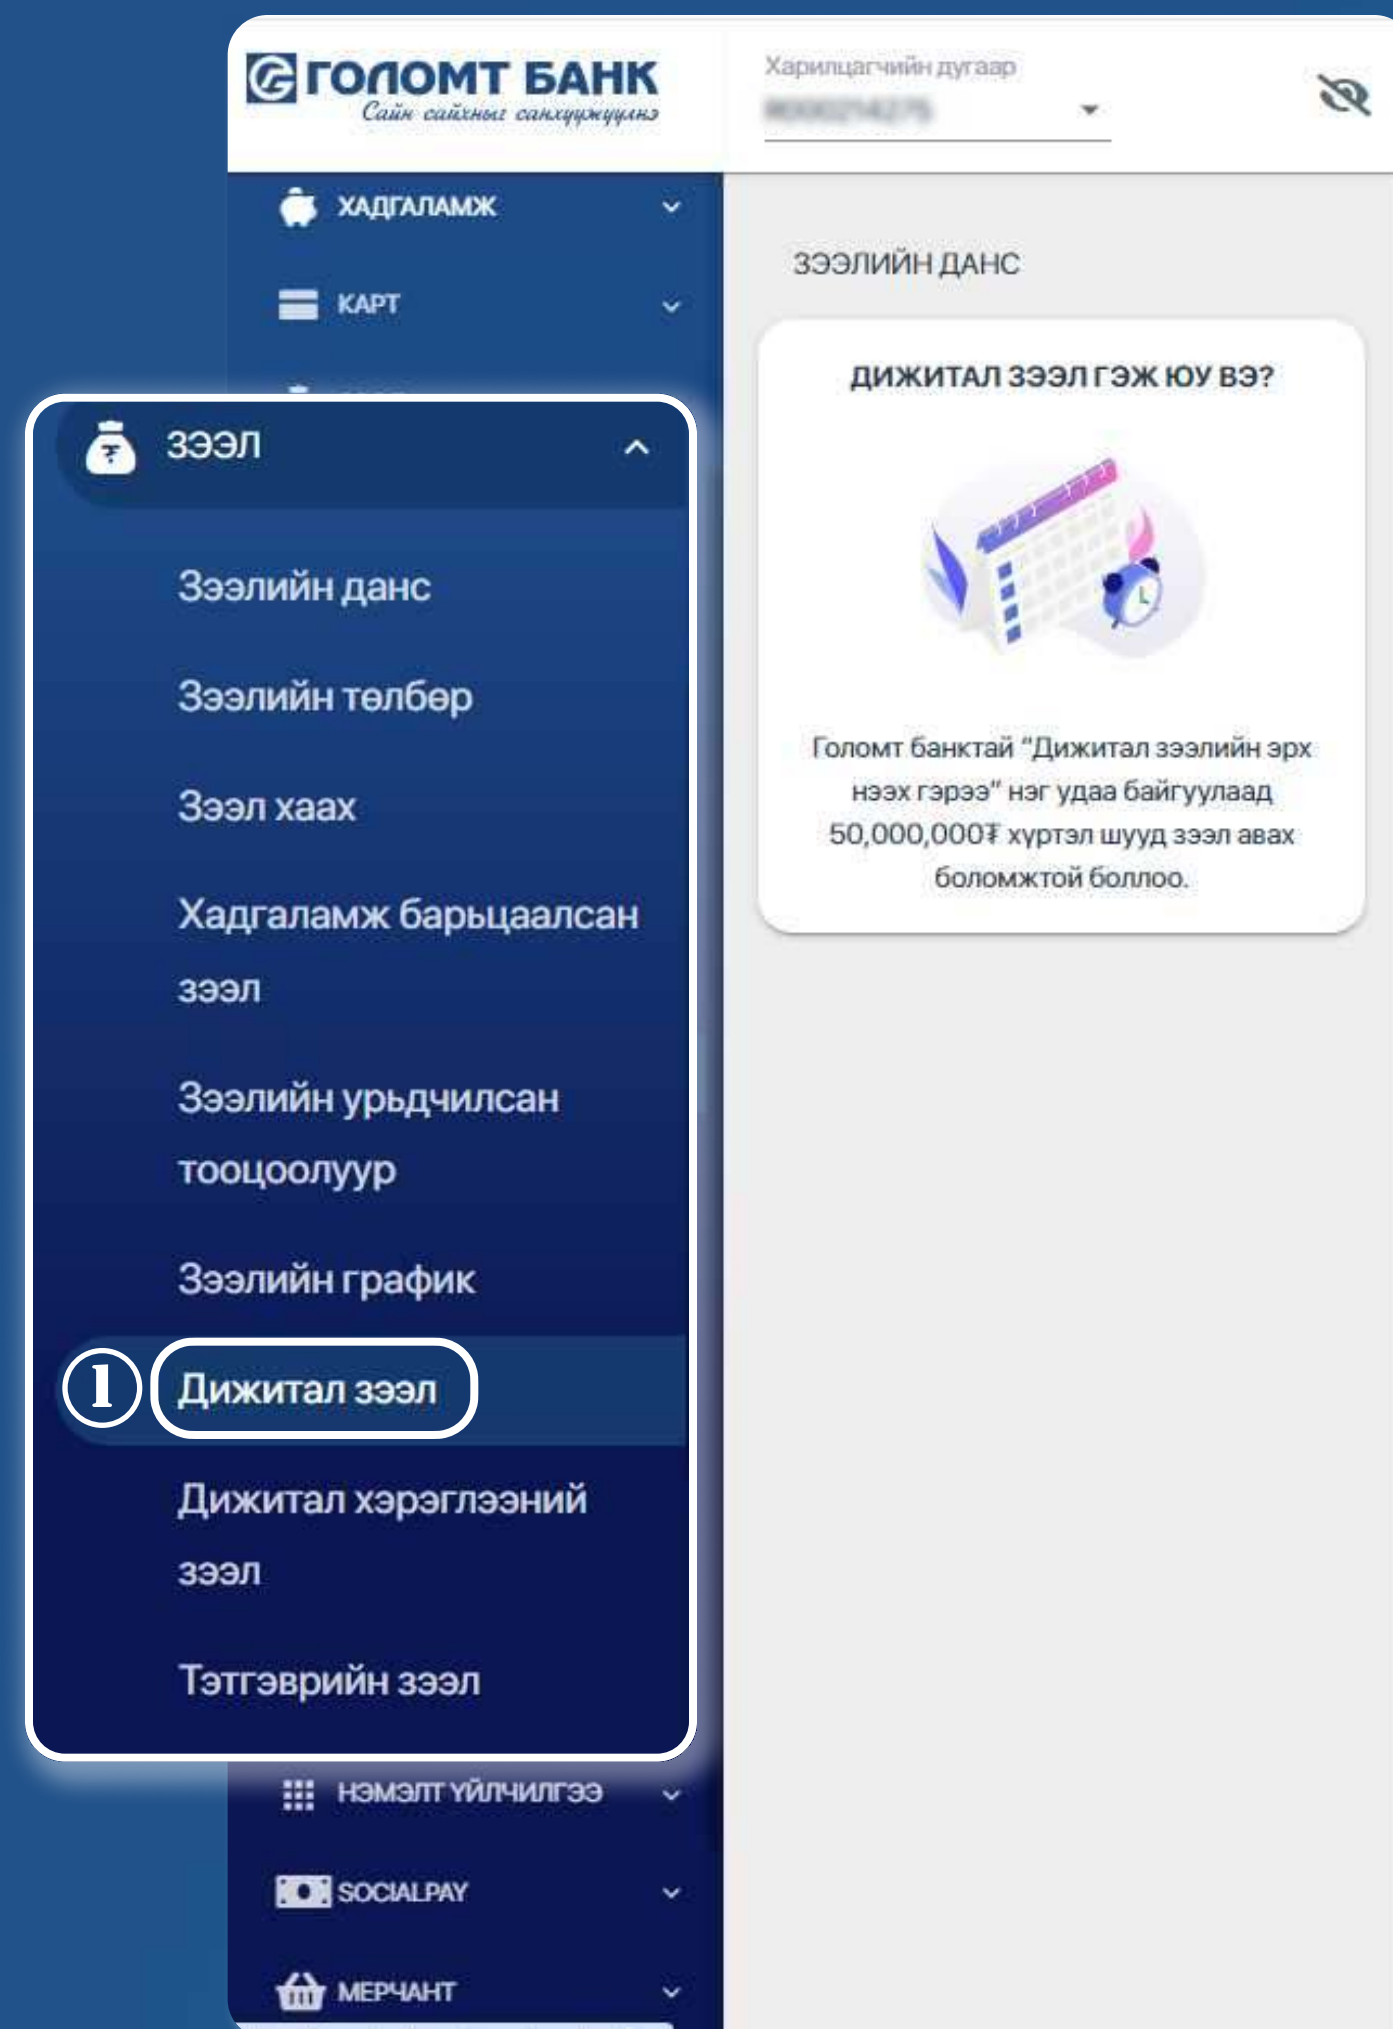 ГОЛОМТ БАНК
Сайн сайхныг санхүүжүүлнэ
Харилцагчийн дугаар
ХАДГАЛАМЖ
КАРТ
ЗЭЭЛ
Зээлийн данс
Зээлийн төлбөр
Зээл хаах
Хадгаламж барьцаалсан
зээл
Зээлийн урьдчилсан
тооцоолуур
Зээлийн график
1 Дижитал зээл
Дижитал хэрэглээний
зээл
Тэтгэврийн зээл
НЭМЭЛТ ҮЙЛЧИЛГЭЭ
SOCIALPAY
МЕРЧАНТ
ЗЭЭЛИЙН ДАНС
ДИЖИТАЛ ЗЭЭЛ ГЭЖ ЮУ ВЭ?
Голомт банктай “Дижитал зээлийн эрх
нээх гэрээ” нэг удаа байгуулаад
50,000,000₮ хүртэл шууд зээл авах
боломжтой боллоо.